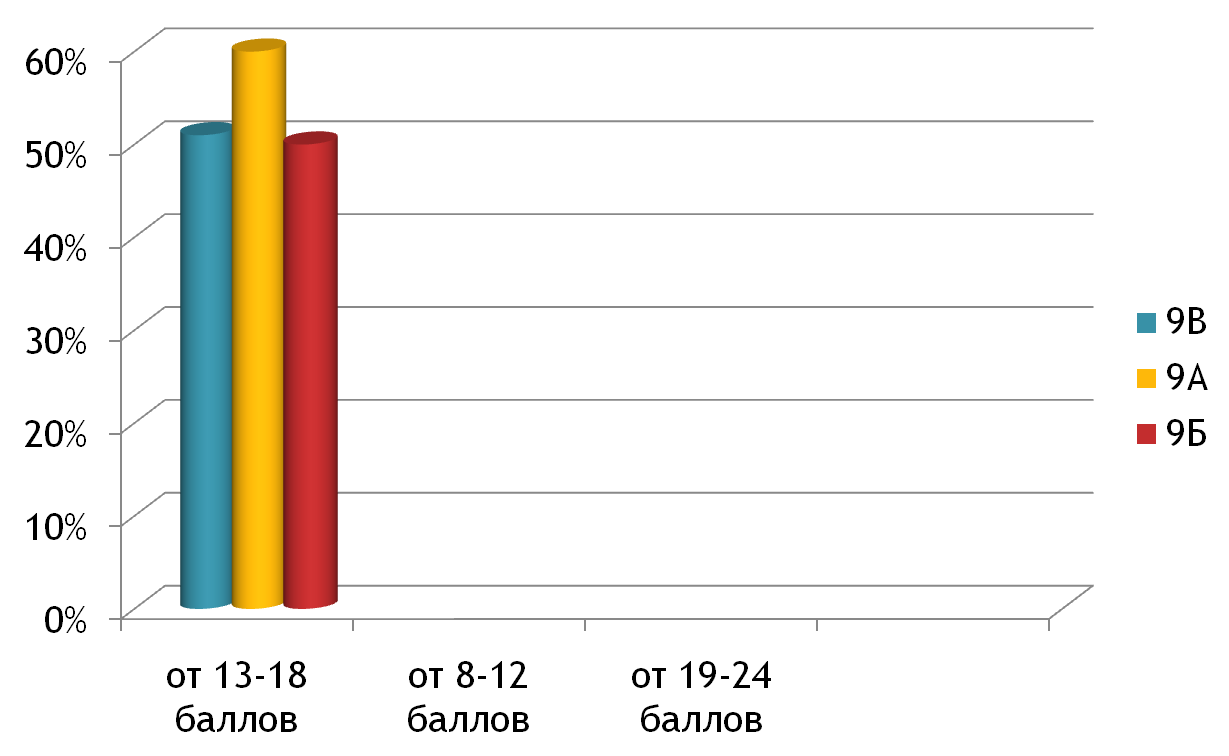 60%
50%
40%
30%
20%
10%
0%
от 13-18
баллов
от 8-12
баллов
от 19-24
баллов
9В
9А
9Б